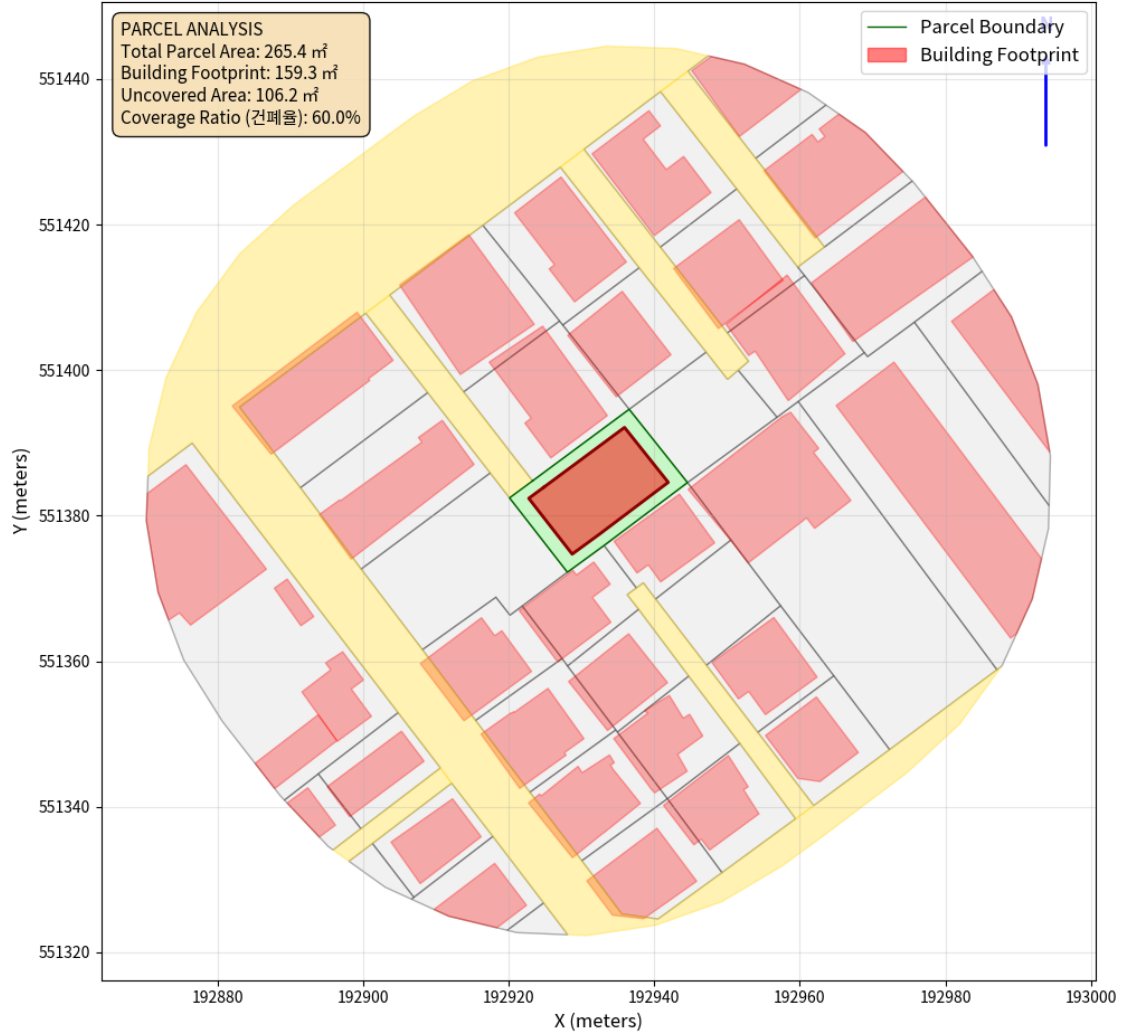 PARCEL ANALYSIS
Total Parcel Area: 265.4 ㎡
Building Footprint: 159.3 ㎡
Uncovered Area: 106.2 ㎡
Coverage Ratio (건폐율): 60.0%
N
Parcel Boundary
Building Footprint
551440
551420
551400
551380
551360
551340
551320
Y (meters)
192880
192900
192920
192940
192960
192980
193000
X (meters)